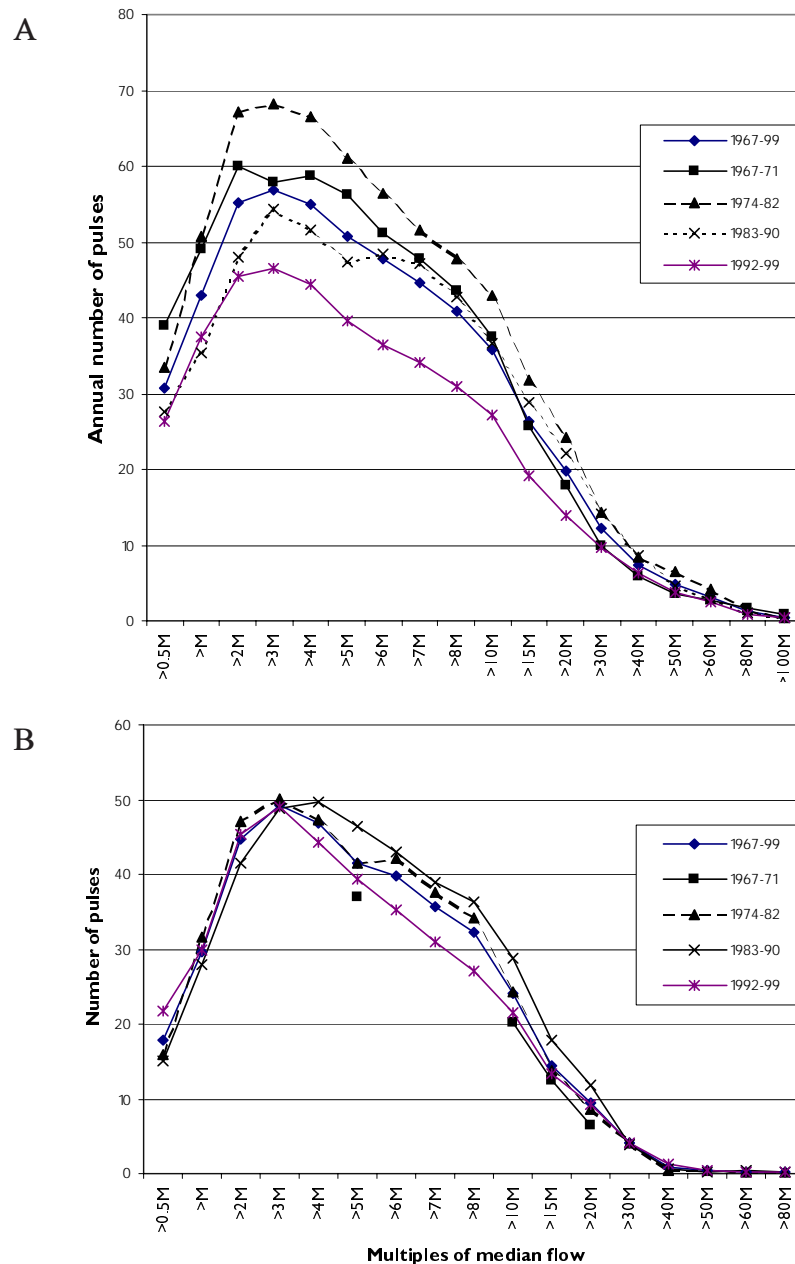 A
80
70
60
50
40
30
20
10
0
Annual number of pulses
1967-99
1967-71
1974-82
1983-90
1992-99
>0.5M
>M
>2M
>3M
>4M
>5M
>6M
>7M
>8M
>10M
>15M
>20M
>30M
>40M
>50M
>60M
>80M
>100M
B
60
50
40
30
20
10
0
Number of pulses
1967-99
1967-71
1974-82
1983-90
1992-99
>0.5M
>M
>2M
>3M
>4M
>5M
>6M
>7M
>8M
>10M
>15M
>20M
>30M
>40M
>50M
>60M
>80M
Multiples of median flow